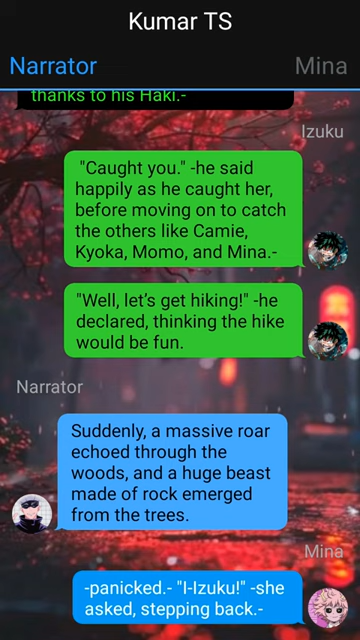 Kumar TS
Narrator
Mina
thanks to his Haki.-
Izuku
"Caught you." -he said
happily as he caught her,
before moving on to catch
the others like Camie,
Kyoka, Momo, and Mina.-
"Well, let's get hiking!" -he
declared, thinking the hike
would be fun.
Narrator
Suddenly, a massive roar
echoed through the
woods, and a huge beast
made of rock emerged
from the trees.
Mina
-panicked.- "I-Izuku!" -she
asked, stepping back.-